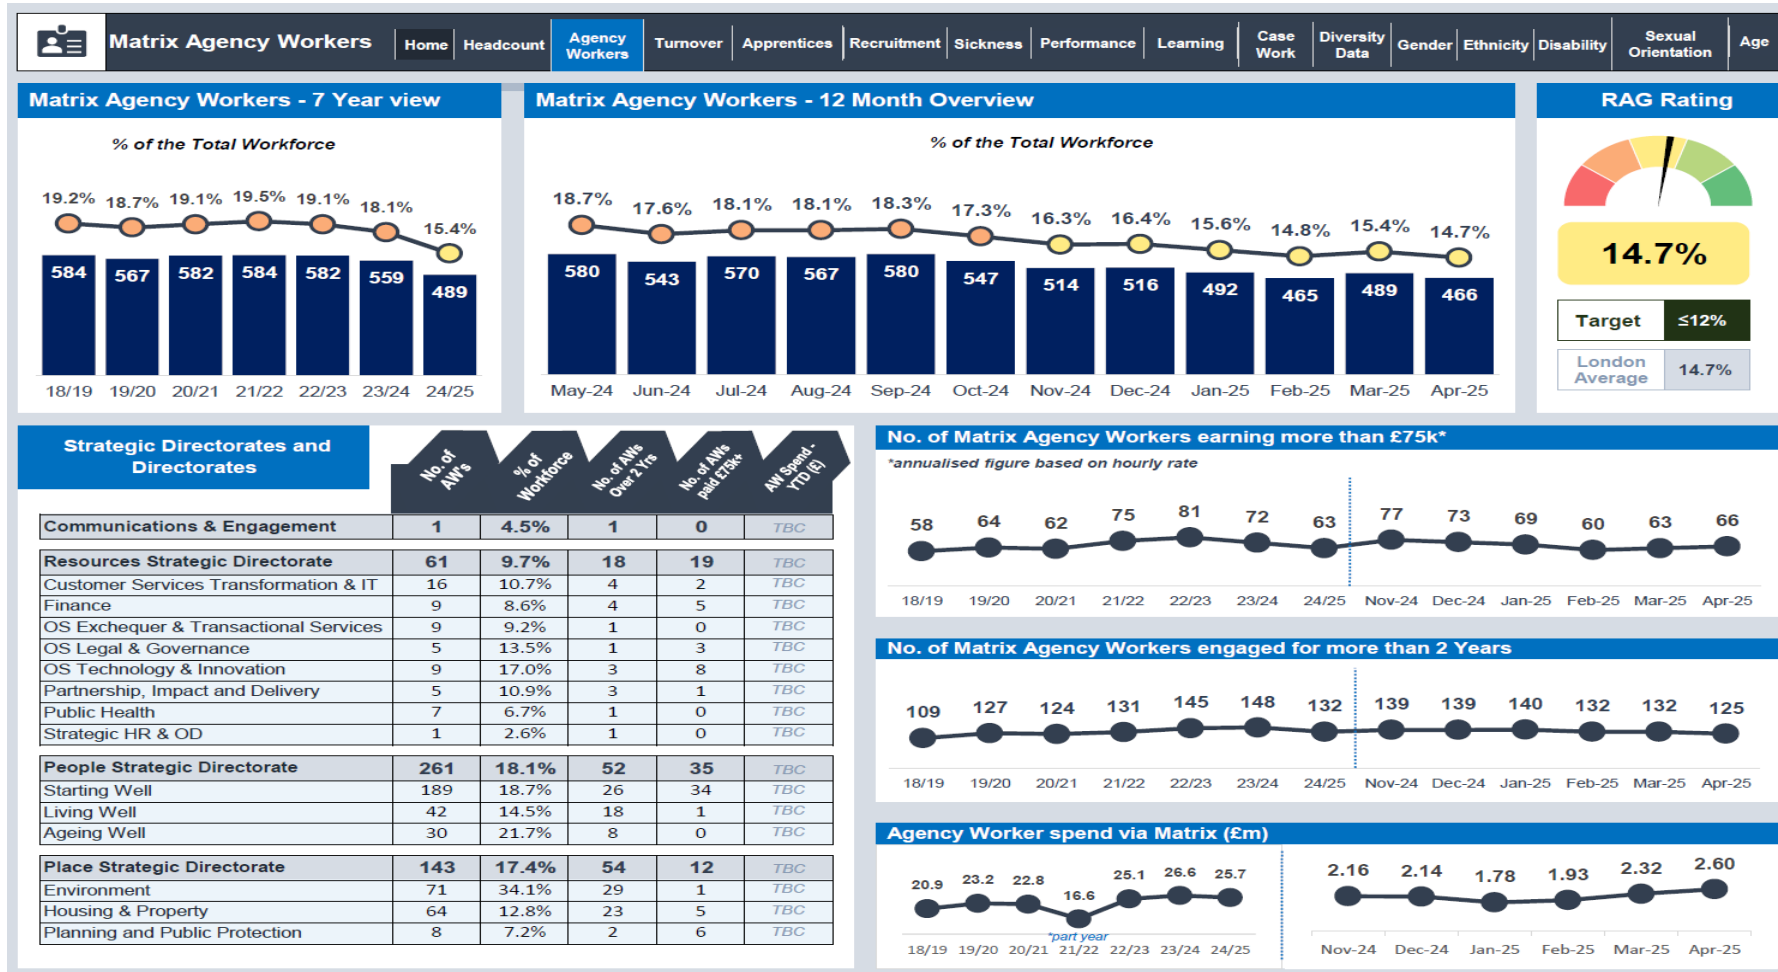 Matrix Agency Workers
Home Headcount Agency Workers Turnover Apprentices Recruitment Sickness Performance Learning Case Work Diversity Data Gender Ethnicity Disability Sexual Orientation Age
Matrix Agency Workers - 7 Year view
% of the Total Workforce
19.2% 18.7% 19.1% 19.5% 19.1% 18.1% 15.4%
584 567 582 584 582 559 489
18/19 19/20 20/21 21/22 22/23 23/24 24/25
Matrix Agency Workers - 12 Month Overview
% of the Total Workforce
18.7% 17.6% 18.1% 18.1% 18.3% 17.3% 16.3% 16.4% 15.6% 14.8% 15.4% 14.7%
580 543 570 567 580 547 514 516 492 465 489 466
May-24 Jun-24 Jul-24 Aug-24 Sep-24 Oct-24 Nov-24 Dec-24 Jan-25 Feb-25 Mar-25 Apr-25
RAG Rating
14.7%
Target ≤12%
London Average 14.7%
Strategic Directorates and
Directorates
No. of AW's
% of Workforce
No. of AWs Over 2 Yrs
No. of AWs paid £75k+
AW Spend - YTD (£)
Communications & Engagement 1 4.5% 1 0 TBC
Resources Strategic Directorate 61 9.7% 18 19 TBC
Customer Services Transformation & IT 16 10.7% 4 2 TBC
Finance 9 8.6% 4 5 TBC
OS Exchequer & Transactional Services 9 9.2% 1 0 TBC
OS Legal & Governance 5 13.5% 1 3 TBC
OS Technology & Innovation 9 17.0% 3 8 TBC
Partnership, Impact and Delivery 5 10.9% 3 1 TBC
Public Health 7 6.7% 1 0 TBC
Strategic HR & OD 1 2.6% 1 0 TBC
People Strategic Directorate 261 18.1% 52 35 TBC
Starting Well 189 18.7% 26 34 TBC
Living Well 42 14.5% 18 1 TBC
Ageing Well 30 21.7% 8 0 TBC
Place Strategic Directorate 143 17.4% 54 12 TBC
Environment 71 34.1% 29 1 TBC
Housing & Property 64 12.8% 23 5 TBC
Planning and Public Protection 8 7.2% 2 6 TBC
No. of Matrix Agency Workers earning more than £75k*
*annualised figure based on hourly rate
58 64 62 75 81 72 63 77 73 69 60 63 66
18/19 19/20 20/21 21/22 22/23 23/24 24/25 Nov-24 Dec-24 Jan-25 Feb-25 Mar-25 Apr-25
No. of Matrix Agency Workers engaged for more than 2 Years
109 127 124 131 145 148 132 139 139 140 132 132 125
18/19 19/20 20/21 21/22 22/23 23/24 24/25 Nov-24 Dec-24 Jan-25 Feb-25 Mar-25 Apr-25
Agency Worker spend via Matrix (£m)
20.9 23.2 22.8 16.6 25.1 26.6 25.7
*part year
18/19 19/20 20/21 21/22 22/23 23/24 24/25
2.16 2.14 1.78 1.93 2.32 2.60
Nov-24 Dec-24 Jan-25 Feb-25 Mar-25 Apr-25